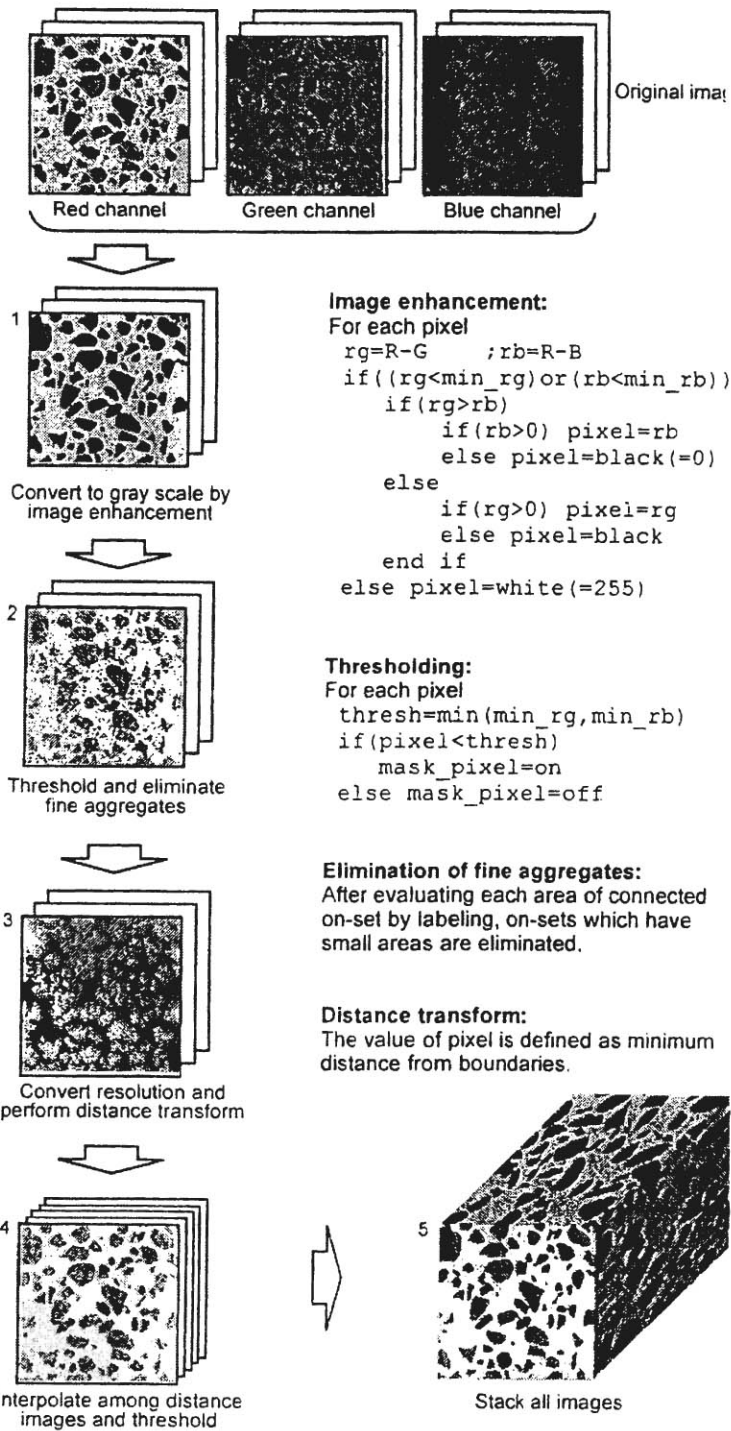 Original
Red channel
Green channel
Blue channel
1
Convert to gray scale by
image enhancement
Image enhancement:
For each pixel
rg=R-G ;rb=R-B
if((rg<min_rg)or(rb<min_rb))
if(rg>rb)
if(rb>0) pixel=rb
else pixel=black(=0)
else
if(rg>0) pixel=rg
else pixel=black
end if
else pixel=white(=255)
2
Threshold and eliminate
fine aggregates
Thresholding:
For each pixel
thresh=min(min_rg,min_rb)
if(pixel<thresh)
mask_pixel=on
else mask_pixel=off
Elimination of fine aggregates:
After evaluating each area of connected
on-set by labeling, on-sets which have
small areas are eliminated.
3
Convert resolution and
perform distance transform
Distance transform:
The value of pixel is defined as minimum
distance from boundaries.
4
nterpolate among distance
images and threshold
5
Stack all images